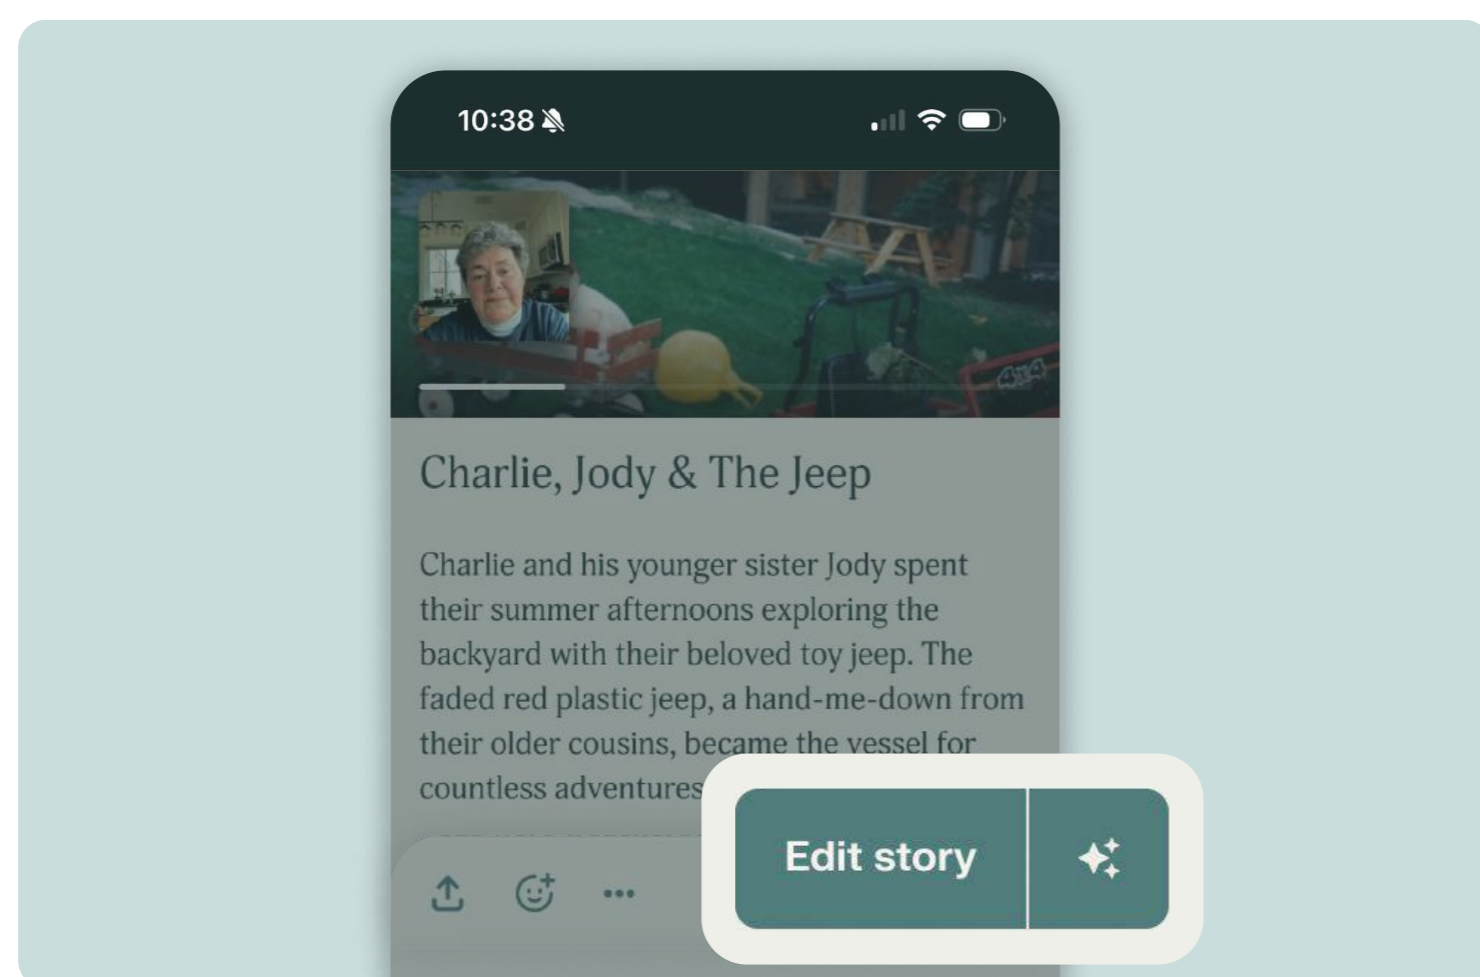 10:38
4x4
Charlie, Jody & The Jeep
Charlie and his younger sister Jody spent
their summer afternoons exploring the
backyard with their beloved toy jeep. The
faded red plastic jeep, a hand-me-down from
their older cousins, became the vessel for
countless adventures
Edit story